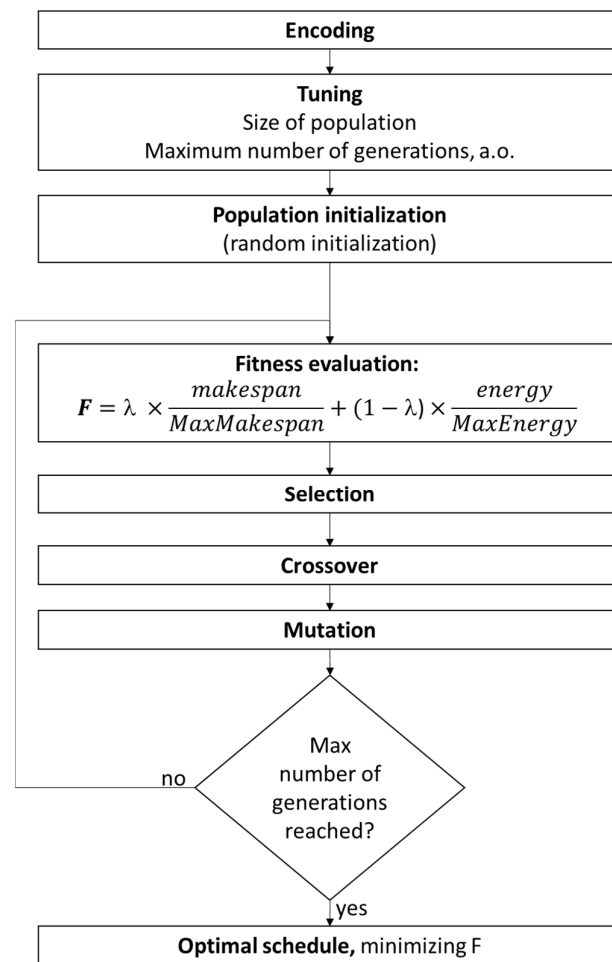 Encoding
Tuning
Size of population
Maximum number of generations, a.o.
Population initialization
(random initialization)
Fitness evaluation:
F = λ × makespan/MaxMakespan + (1 − λ) × energy/MaxEnergy
Selection
Crossover
Mutation
Max
number of
generations
reached?
no
yes
Optimal schedule, minimizing F